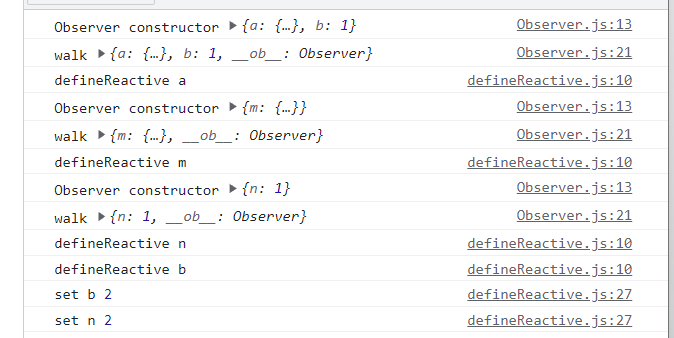 Observer constructor ▶{a: {…}, b: 1} Observer.js:13
walk ▶{a: {…}, b: 1, __ob__: Observer} Observer.js:21
defineReactive a defineReactive.js:10
Observer constructor ▶{m: {…}} Observer.js:13
walk ▶{m: {…}, __ob__: Observer} Observer.js:21
defineReactive m defineReactive.js:10
Observer constructor ▶{n: 1} Observer.js:13
walk ▶{n: 1, __ob__: Observer} Observer.js:21
defineReactive n defineReactive.js:10
defineReactive b defineReactive.js:10
set b 2 defineReactive.js:27
set n 2 defineReactive.js:27